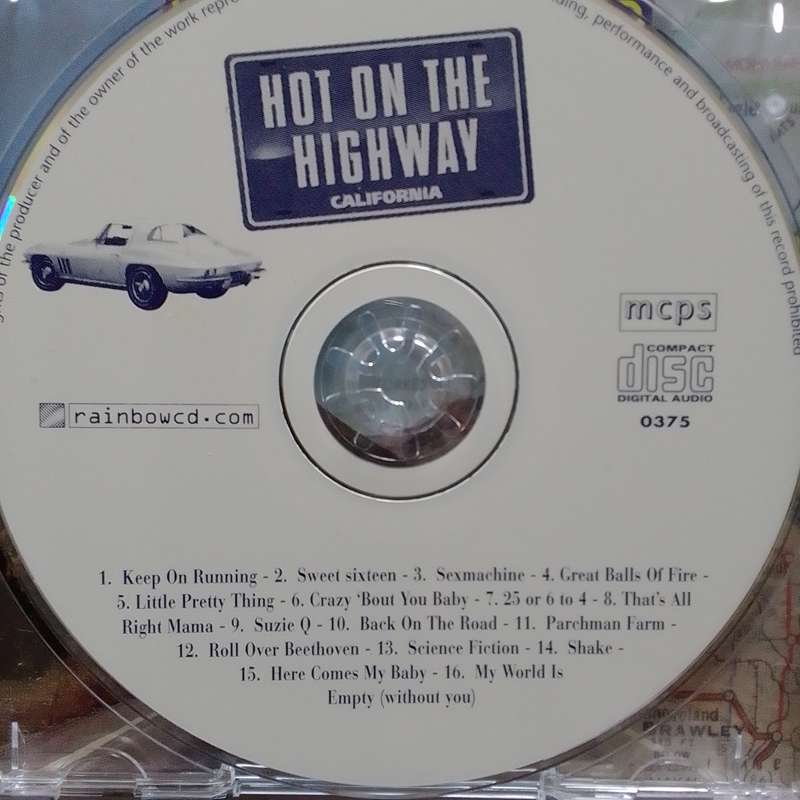 of the producer and of the owner of the work
performance and broadcasting of this record prohibited
HOT ON THE
HIGHWAY
CALIFORNIA
mcps
COMPACT
disc
DIGITAL AUDIO
0375
rainbowcd.com
1. Keep On Running - 2. Sweet sixteen - 3. Sexmachine - 4. Great Balls Of Fire -
5. Little Pretty Thing - 6. Crazy ‘Bout You Baby - 7. 25 or 6 to 4 - 8. That's All
Right Mama - 9. Suzie Q - 10. Back On The Road - 11. Parchman Farm -
12. Roll Over Beethoven - 13. Science Fiction - 14. Shake -
15. Here Comes My Baby - 16. My World Is
Empty (without you)
BRAWLEY